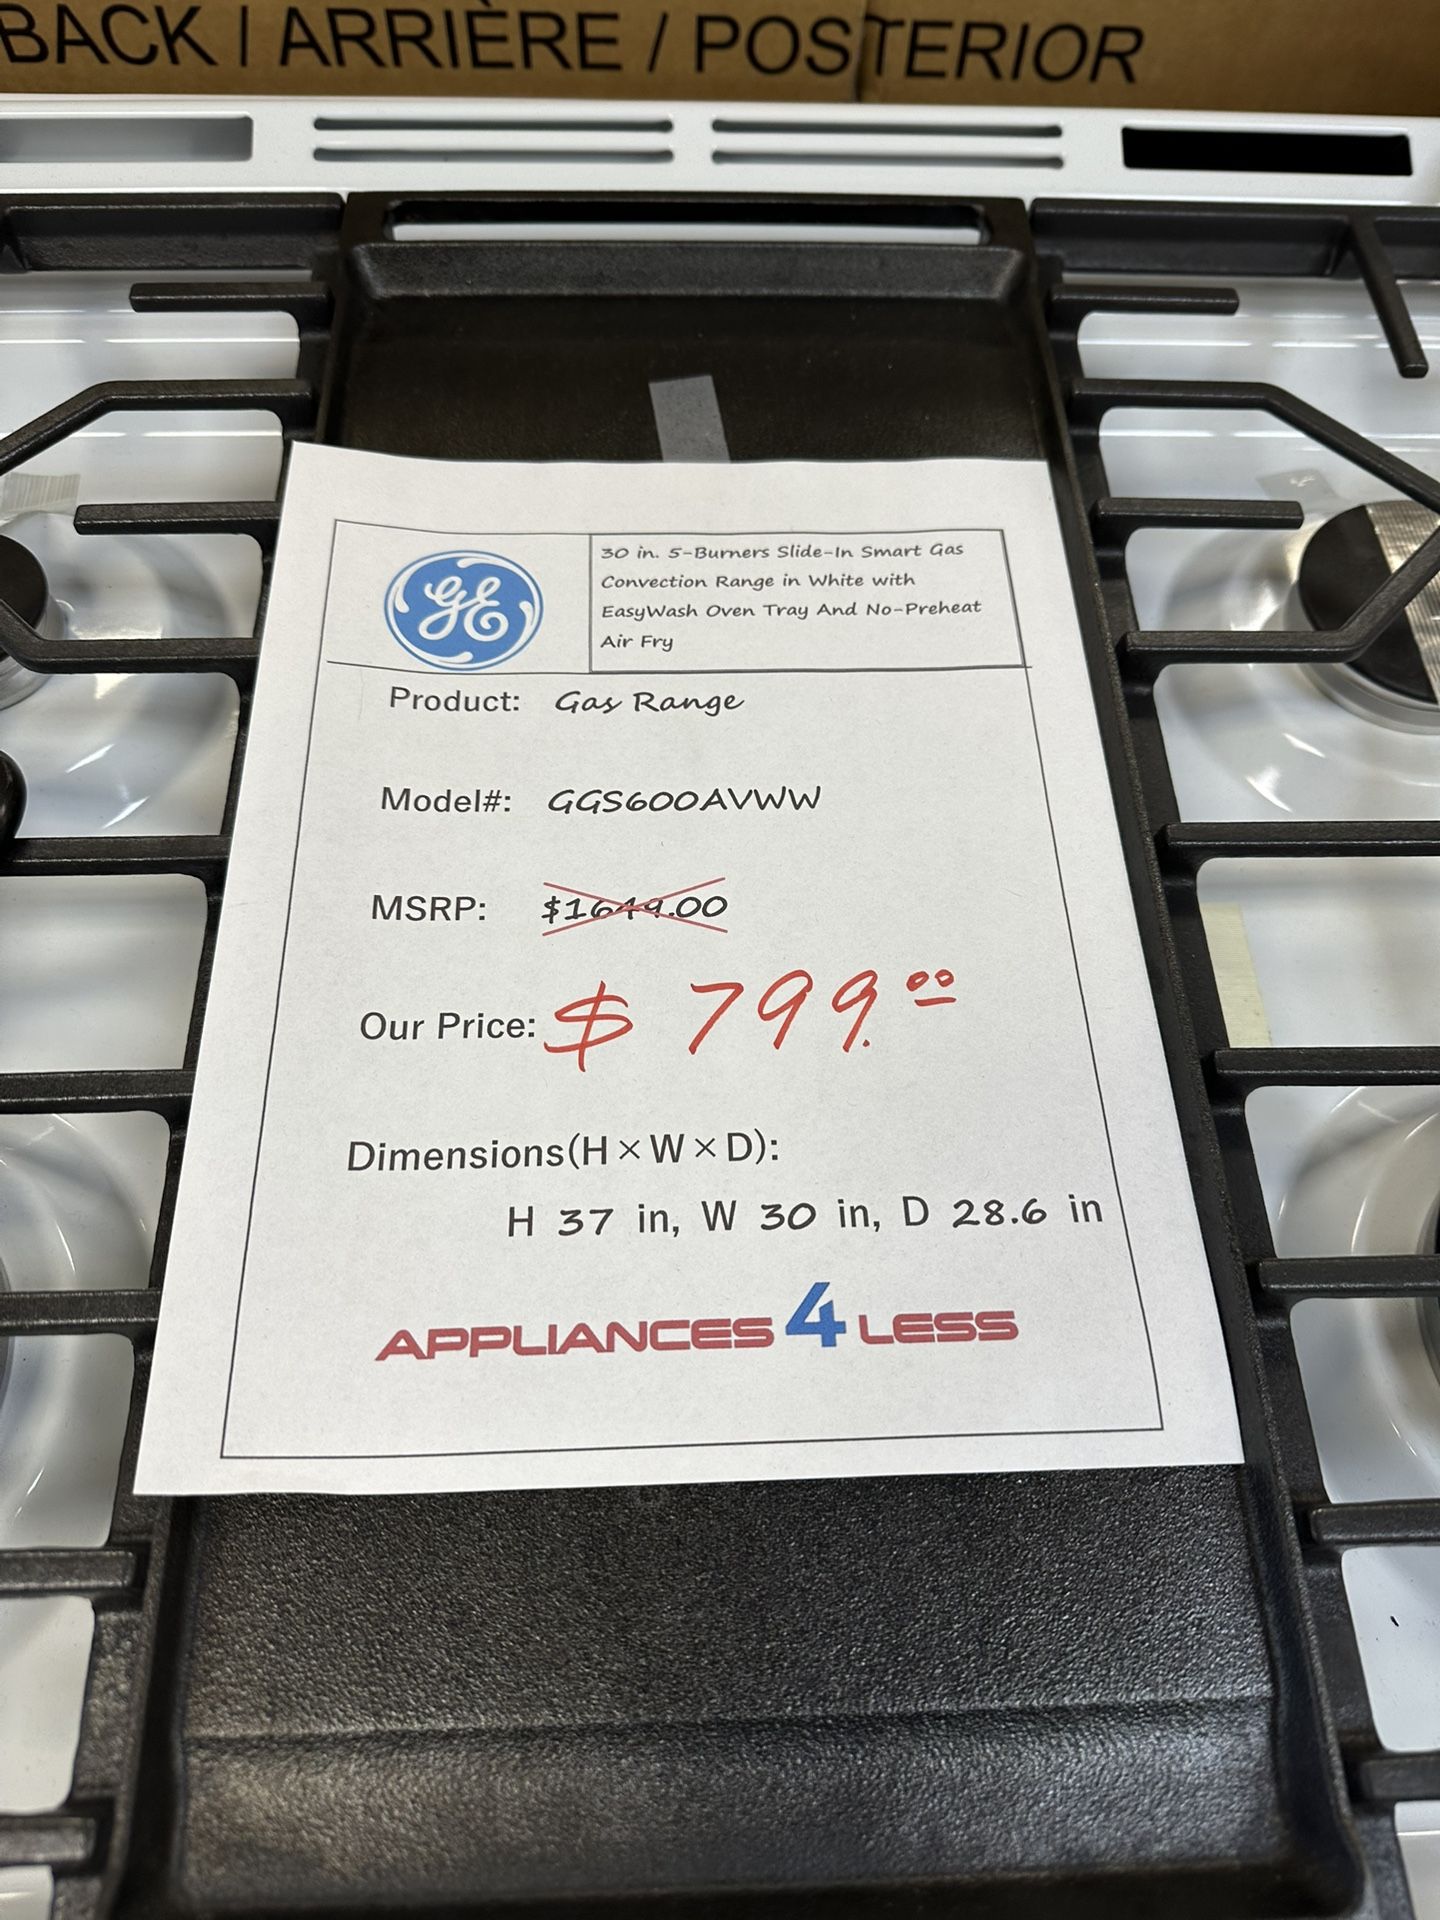 BACK / ARRIÈRE / POSTERIOR
GE
30 in. 5-Burners Slide-In Smart Gas
Convection Range in White with
EasyWash Oven Tray And No-Preheat
Air Fry
Product: Gas Range
Model#: GGS600AVWW
MSRP: $1649.00
Our Price: $ 799.00
Dimensions(H×W×D):
H 37 in, W 30 in, D 28.6 in
APPLIANCES 4 LESS